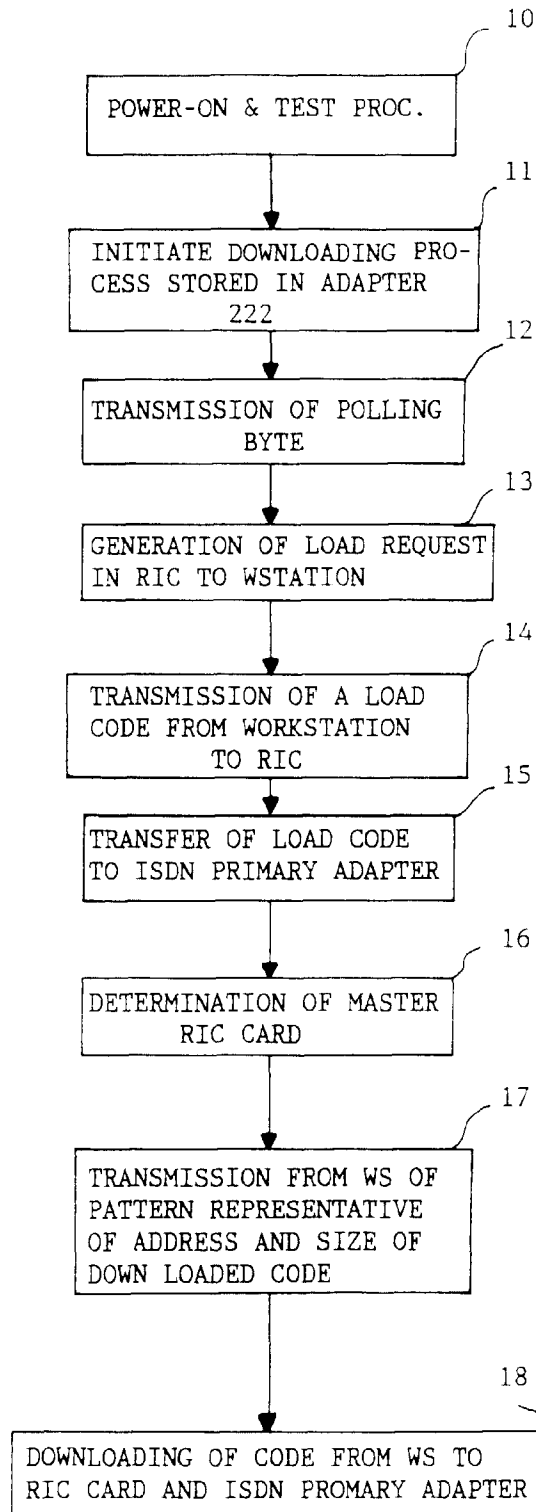 10
POWER-ON & TEST PROC.
11
INITIATE DOWNLOADING PRO-
CESS STORED IN ADAPTER
222
12
TRANSMISSION OF POLLING
BYTE
13
GENERATION OF LOAD REQUEST
IN RIC TO WSTATION
14
TRANSMISSION OF A LOAD
CODE FROM WORKSTATION
TO RIC
15
TRANSFER OF LOAD CODE
TO ISDN PRIMARY ADAPTER
16
DETERMINATION OF MASTER
RIC CARD
17
TRANSMISSION FROM WS OF
PATTERN REPRESENTATIVE
OF ADDRESS AND SIZE OF
DOWN LOADED CODE
18
DOWNLOADING OF CODE FROM WS TO
RIC CARD AND ISDN PROMARY ADAPTER